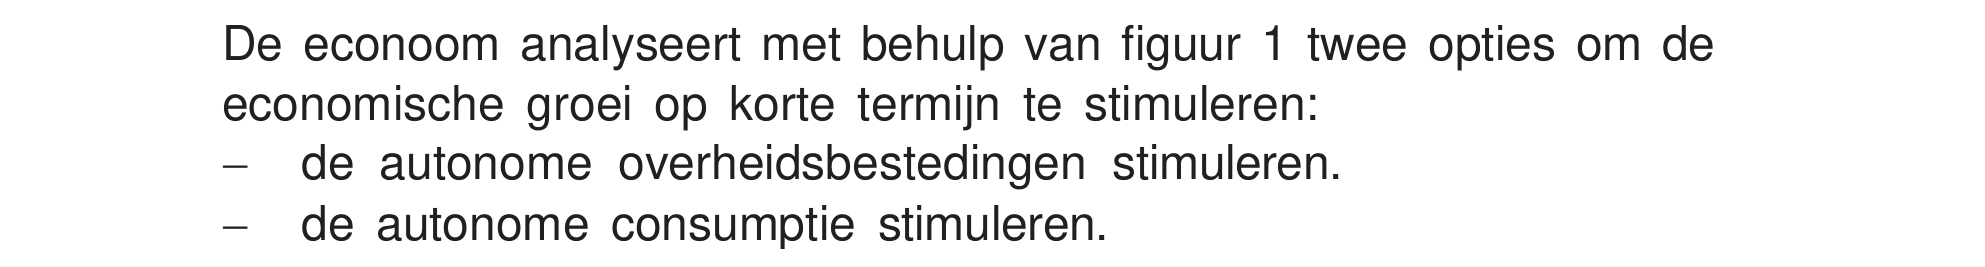 De econoom analyseert met behulp van figuur 1 twee opties om de
economische groei op korte termijn te stimuleren:
– de autonome overheidsbestedingen stimuleren.
– de autonome consumptie stimuleren.